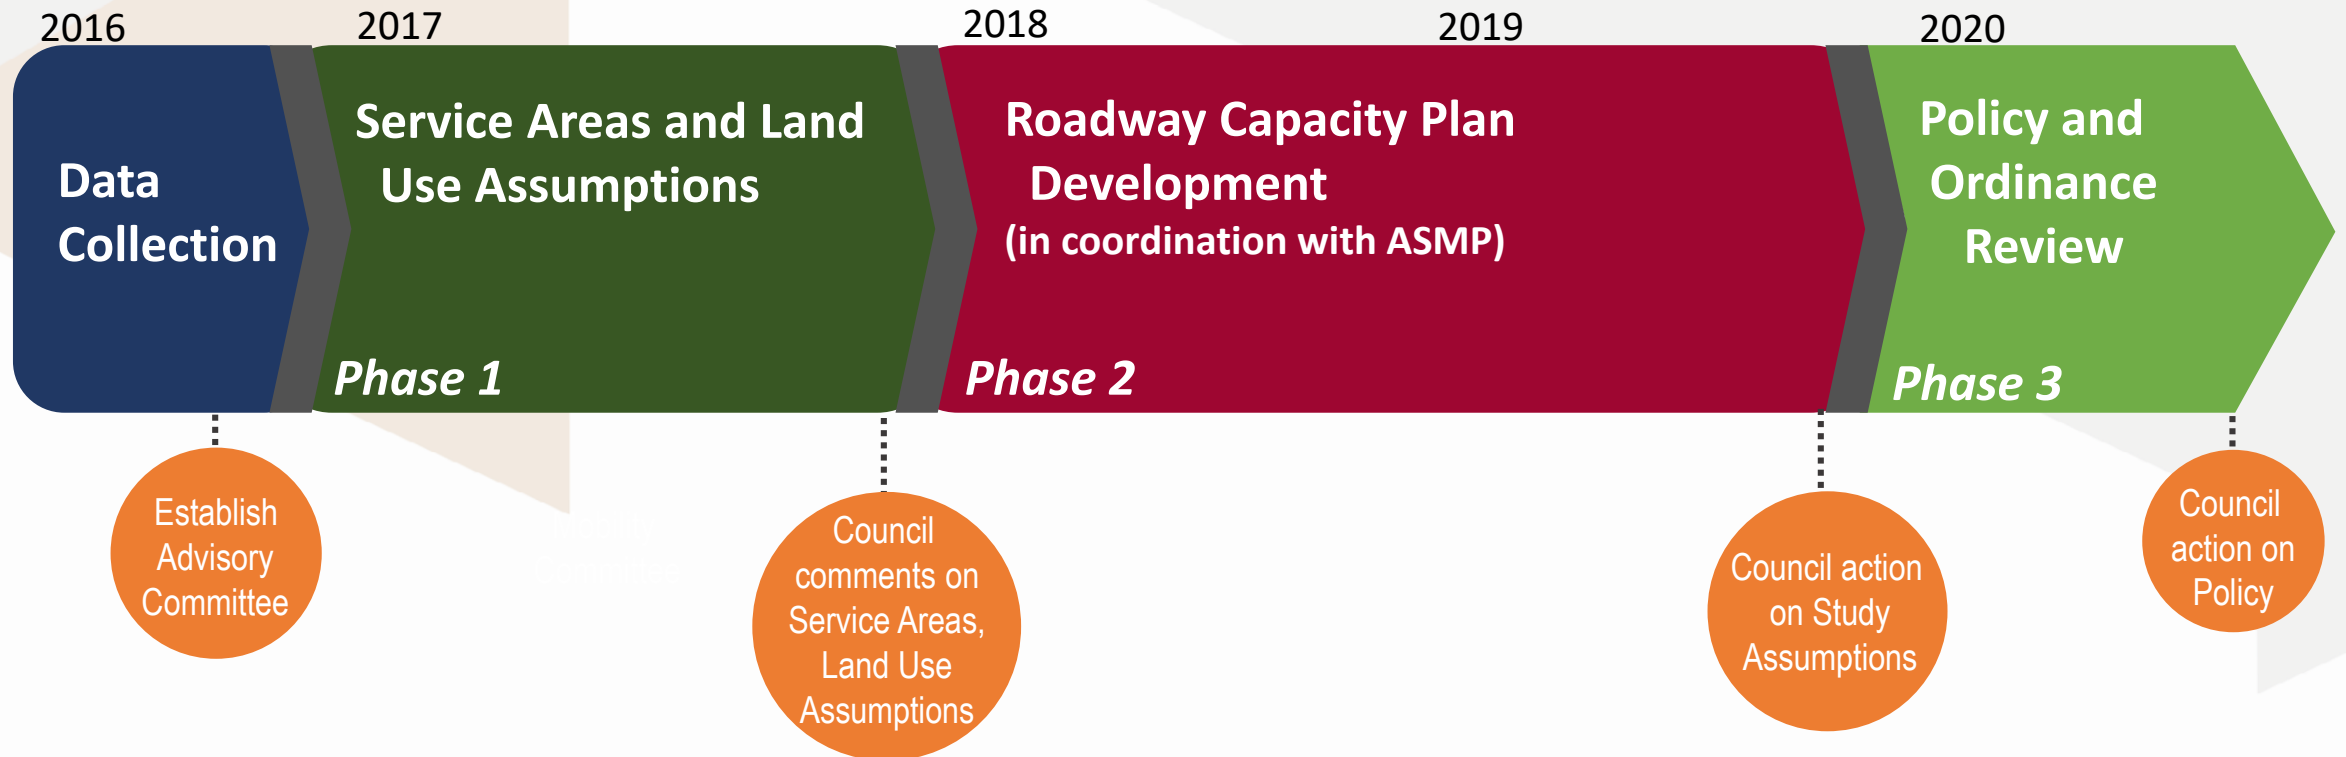 2016
2017
2018
2019
2020
Data
Collection
Service Areas and Land
Use Assumptions
Phase 1
Roadway Capacity Plan
Development
(in coordination with ASMP)
Phase 2
Policy and
Ordinance
Review
Phase 3
Establish
Advisory
Committee
Council
comments on
Service Areas,
Land Use
Assumptions
Council action
on Study
Assumptions
Council
action on
Policy